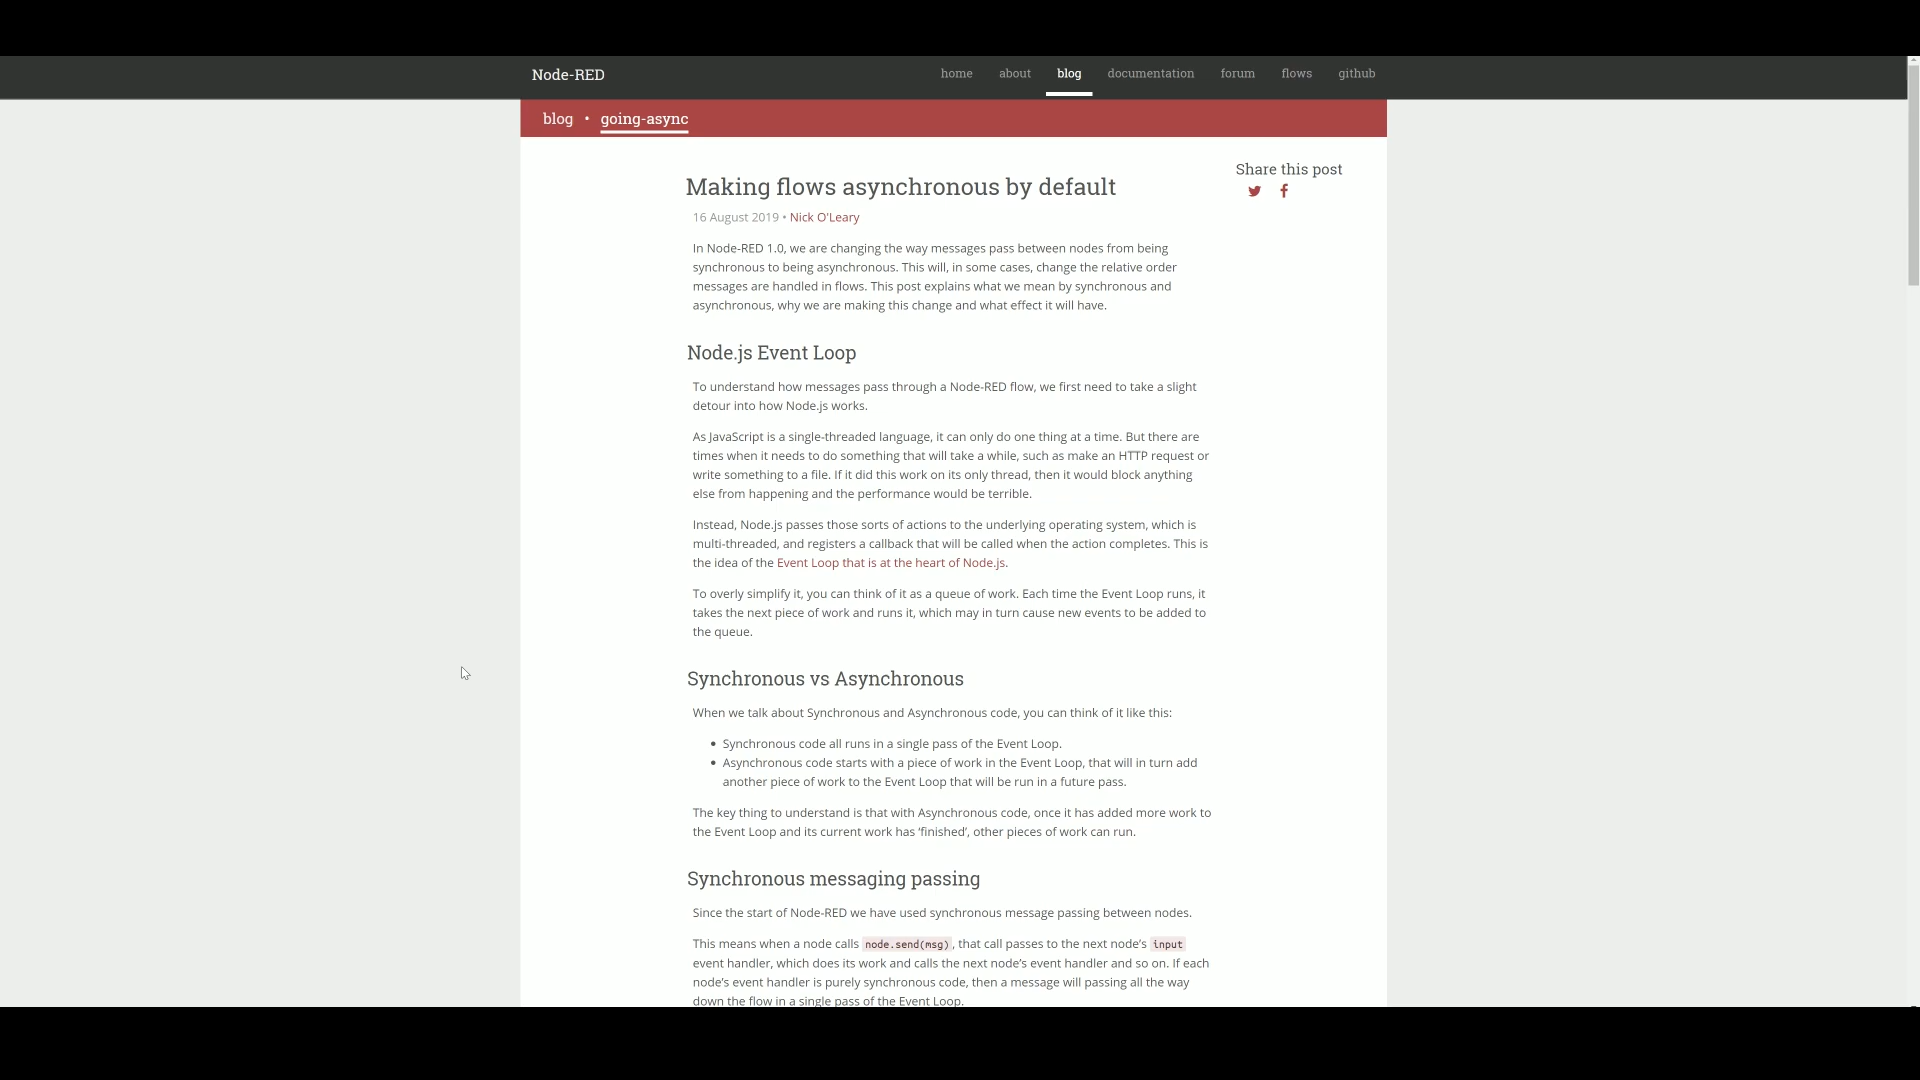 Node-RED
home about blog documentation forum flows github
blog • going-async
Share this post
Making flows asynchronous by default
16 August 2019 • Nick O'Leary
In Node-RED 1.0, we are changing the way messages pass between nodes from being
synchronous to being asynchronous. This will, in some cases, change the relative order
messages are handled in flows. This post explains what we mean by synchronous and
asynchronous, why we are making this change and what effect it will have.
Node.js Event Loop
To understand how messages pass through a Node-RED flow, we first need to take a slight
detour into how Node.js works.
As JavaScript is a single-threaded language, it can only do one thing at a time. But there are
times when it needs to do something that will take a while, such as make an HTTP request or
write something to a file. If it did this work on its only thread, then it would block anything
else from happening and the performance would be terrible.
Instead, Node.js passes those sorts of actions to the underlying operating system, which is
multi-threaded, and registers a callback that will be called when the action completes. This is
the idea of the Event Loop that is at the heart of Node.js.
To overly simplify it, you can think of it as a queue of work. Each time the Event Loop runs, it
takes the next piece of work and runs it, which may in turn cause new events to be added to
the queue.
Synchronous vs Asynchronous
When we talk about Synchronous and Asynchronous code, you can think of it like this:
• Synchronous code all runs in a single pass of the Event Loop.
• Asynchronous code starts with a piece of work in the Event Loop, that will in turn add
another piece of work to the Event Loop that will be run in a future pass.
The key thing to understand is that with Asynchronous code, once it has added more work to
the Event Loop and its current work has ‘finished’, other pieces of work can run.
Synchronous messaging passing
Since the start of Node-RED we have used synchronous message passing between nodes.
This means when a node calls node.send(msg), that call passes to the next node’s input
event handler, which does its work and calls the next node’s event handler and so on. If each
node’s event handler is purely synchronous code, then a message will passing all the way
down the flow in a single pass of the Event Loop.